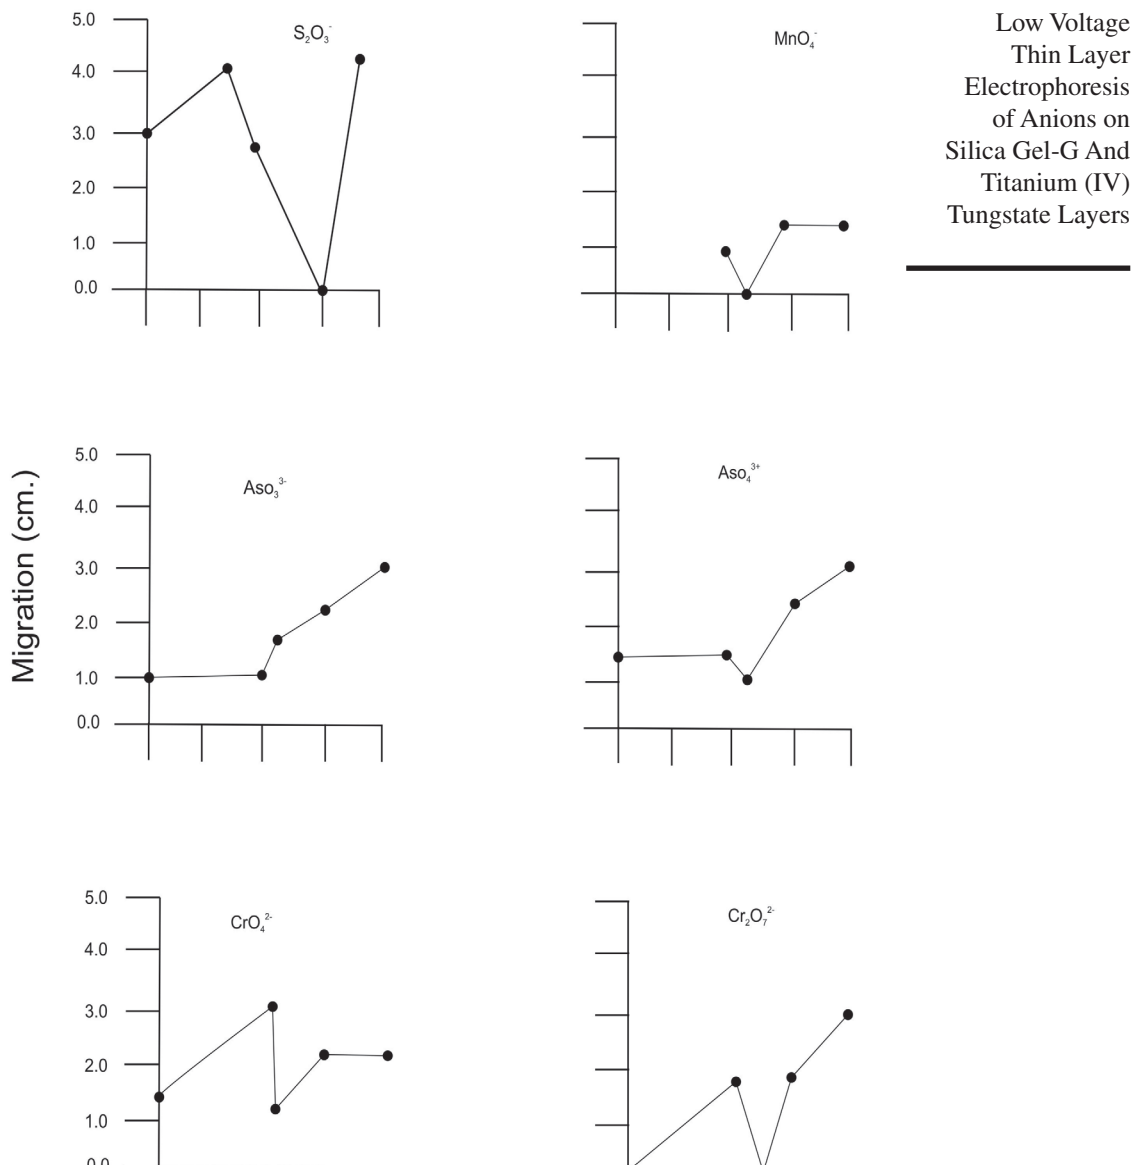 Low Voltage
Thin Layer
Electrophoresis
of Anions on
Silica Gel-G And
Titanium (IV)
Tungstate Layers
S₂O₃⁻
5.0
4.0
3.0
2.0
1.0
0.0
MnO₄⁻
Migration (cm.)
Aso₃³⁻
5.0
4.0
3.0
2.0
1.0
0.0
Aso₄³⁺
CrO₄²⁻
5.0
4.0
3.0
2.0
1.0
0.0
Cr₂O₇²⁻